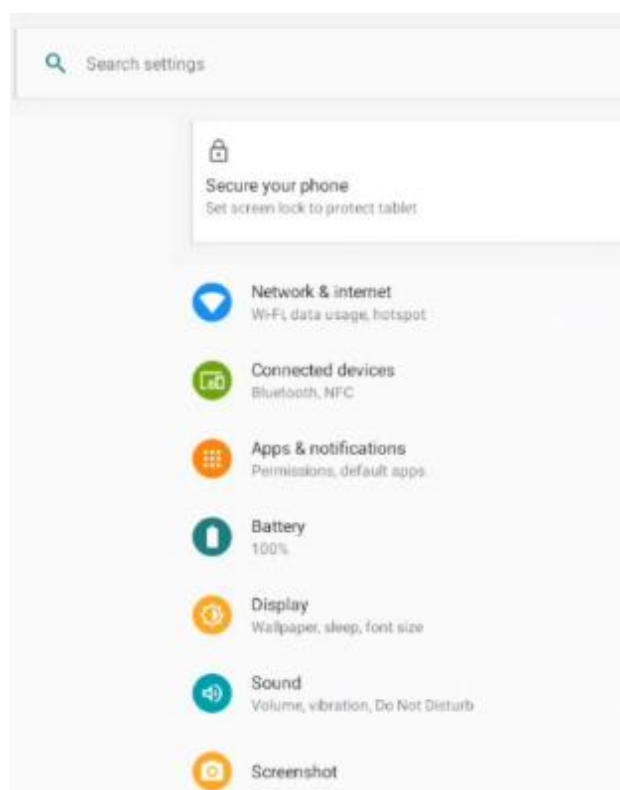 Search settings
Secure your phone
Set screen lock to protect tablet
Network & internet
Wi-Fi, data usage, hotspot
Connected devices
Bluetooth, NFC
Apps & notifications
Permissions, default apps
Battery
100%
Display
Wallpaper, sleep, font size
Sound
Volume, vibration, Do Not Disturb
Screenshot